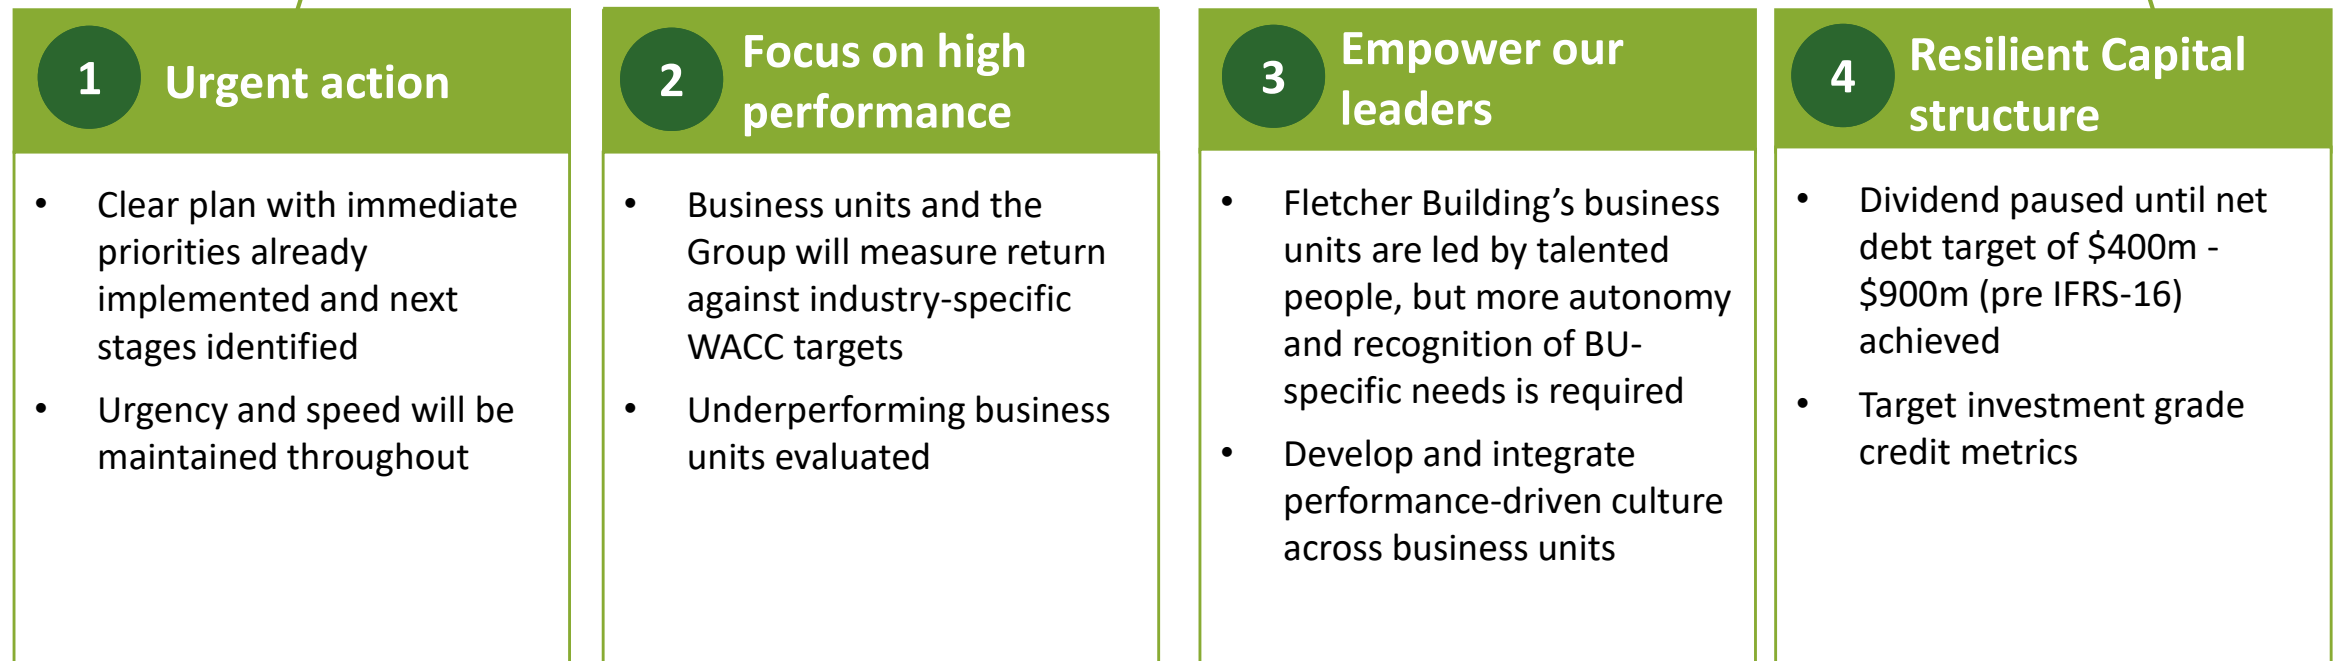 1
Urgent action
• Clear plan with immediate
priorities already
implemented and next
stages identified
• Urgency and speed will be
maintained throughout
2
Focus on high
performance
• Business units and the
Group will measure return
against industry-specific
WACC targets
• Underperforming business
units evaluated
3
Empower our
leaders
• Fletcher Building’s business
units are led by talented
people, but more autonomy
and recognition of BU-
specific needs is required
• Develop and integrate
performance-driven culture
across business units
4
Resilient Capital
structure
• Dividend paused until net
debt target of $400m -
$900m (pre IFRS-16)
achieved
• Target investment grade
credit metrics